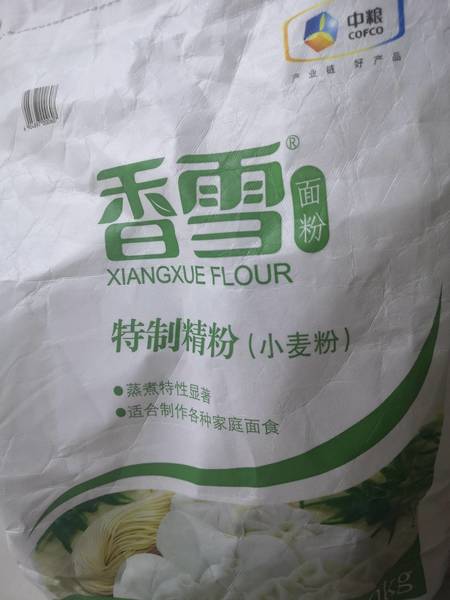 中粮
COFCO
产业链 好产品
香雪®
面粉
XIANGXUE FLOUR
特制精粉(小麦粉)
●蒸煮特性显著
●适合制作各种家庭面食
kg